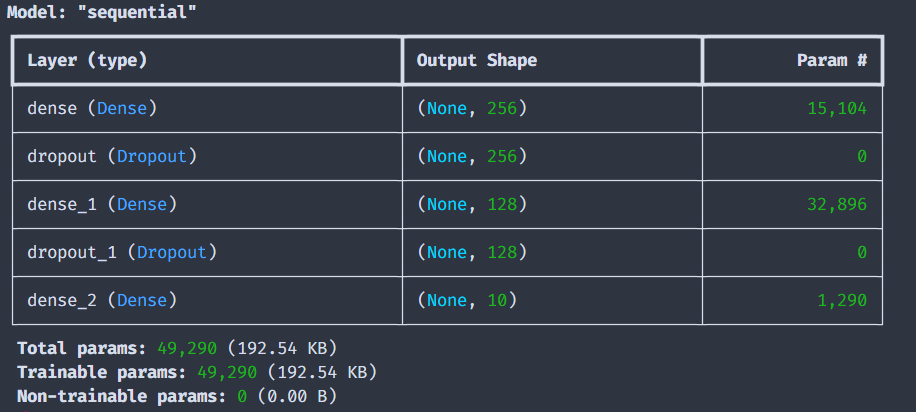 Model: "sequential"
Layer (type) Output Shape Param #
dense (Dense) (None, 256) 15,104
dropout (Dropout) (None, 256) 0
dense_1 (Dense) (None, 128) 32,896
dropout_1 (Dropout) (None, 128) 0
dense_2 (Dense) (None, 10) 1,290
Total params: 49,290 (192.54 KB)
Trainable params: 49,290 (192.54 KB)
Non-trainable params: 0 (0.00 B)